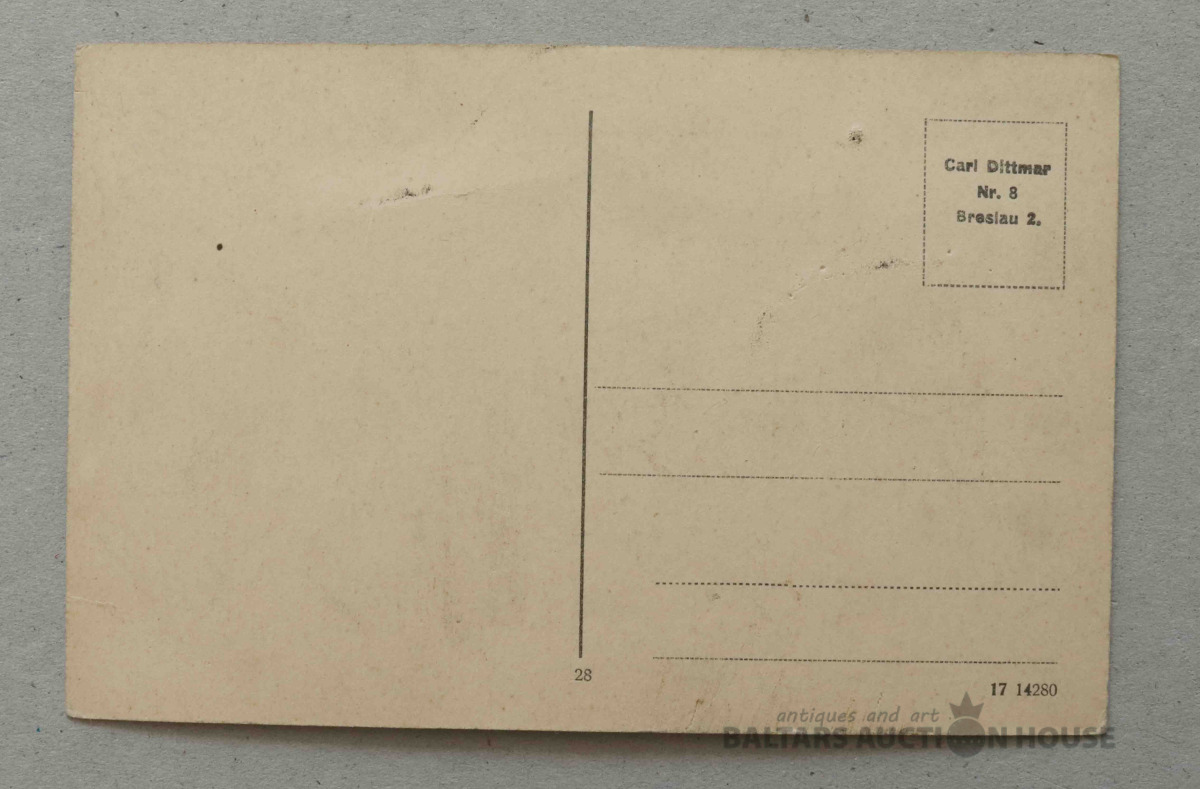 Carl Dittmar
Nr. 8
Breslau 2.
28
17 14280
antiques and art
BALTARS AUCTION HOUSE